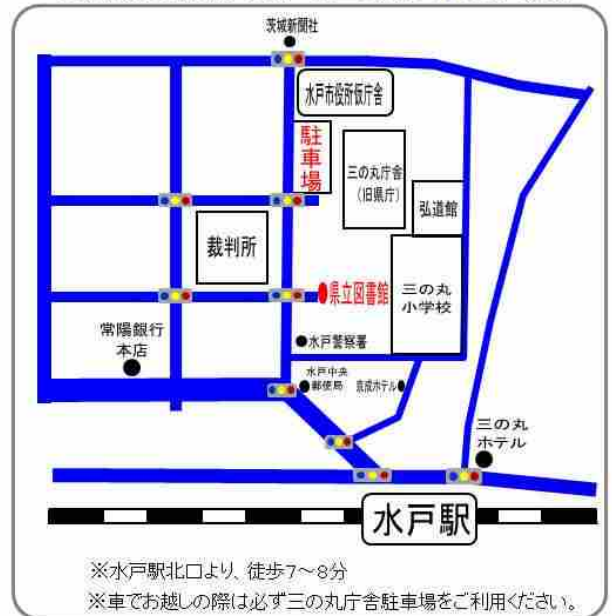 茨城新聞社
水戸市役所仮庁舎
駐車場
三の丸庁舎
(旧県庁)
弘道館
裁判所
県立図書館
三の丸
小学校
常陽銀行
本店
水戸警察署
水戸中央
郵便局
京成ホテル
三の丸
ホテル
水戸駅
※水戸駅北口より、徒歩7~8分
※車でお越しの際は必ず三の丸庁舎駐車場をご利用ください。